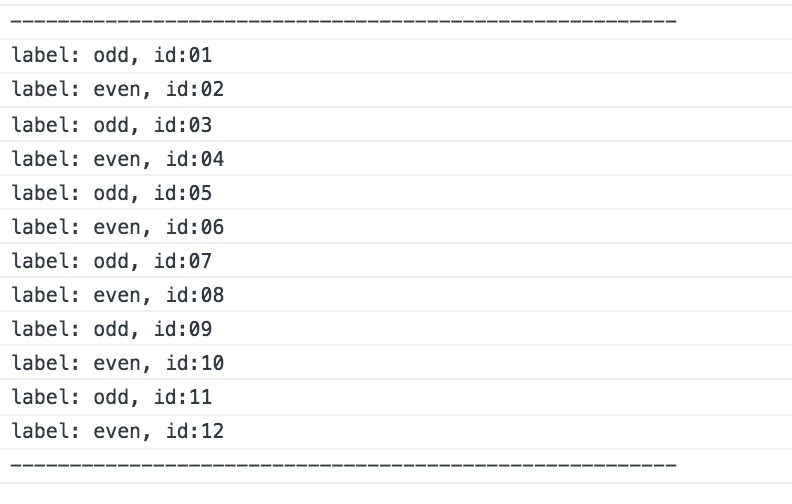 --------------------------------------------------------
label: odd, id:01
label: even, id:02
label: odd, id:03
label: even, id:04
label: odd, id:05
label: even, id:06
label: odd, id:07
label: even, id:08
label: odd, id:09
label: even, id:10
label: odd, id:11
label: even, id:12
--------------------------------------------------------